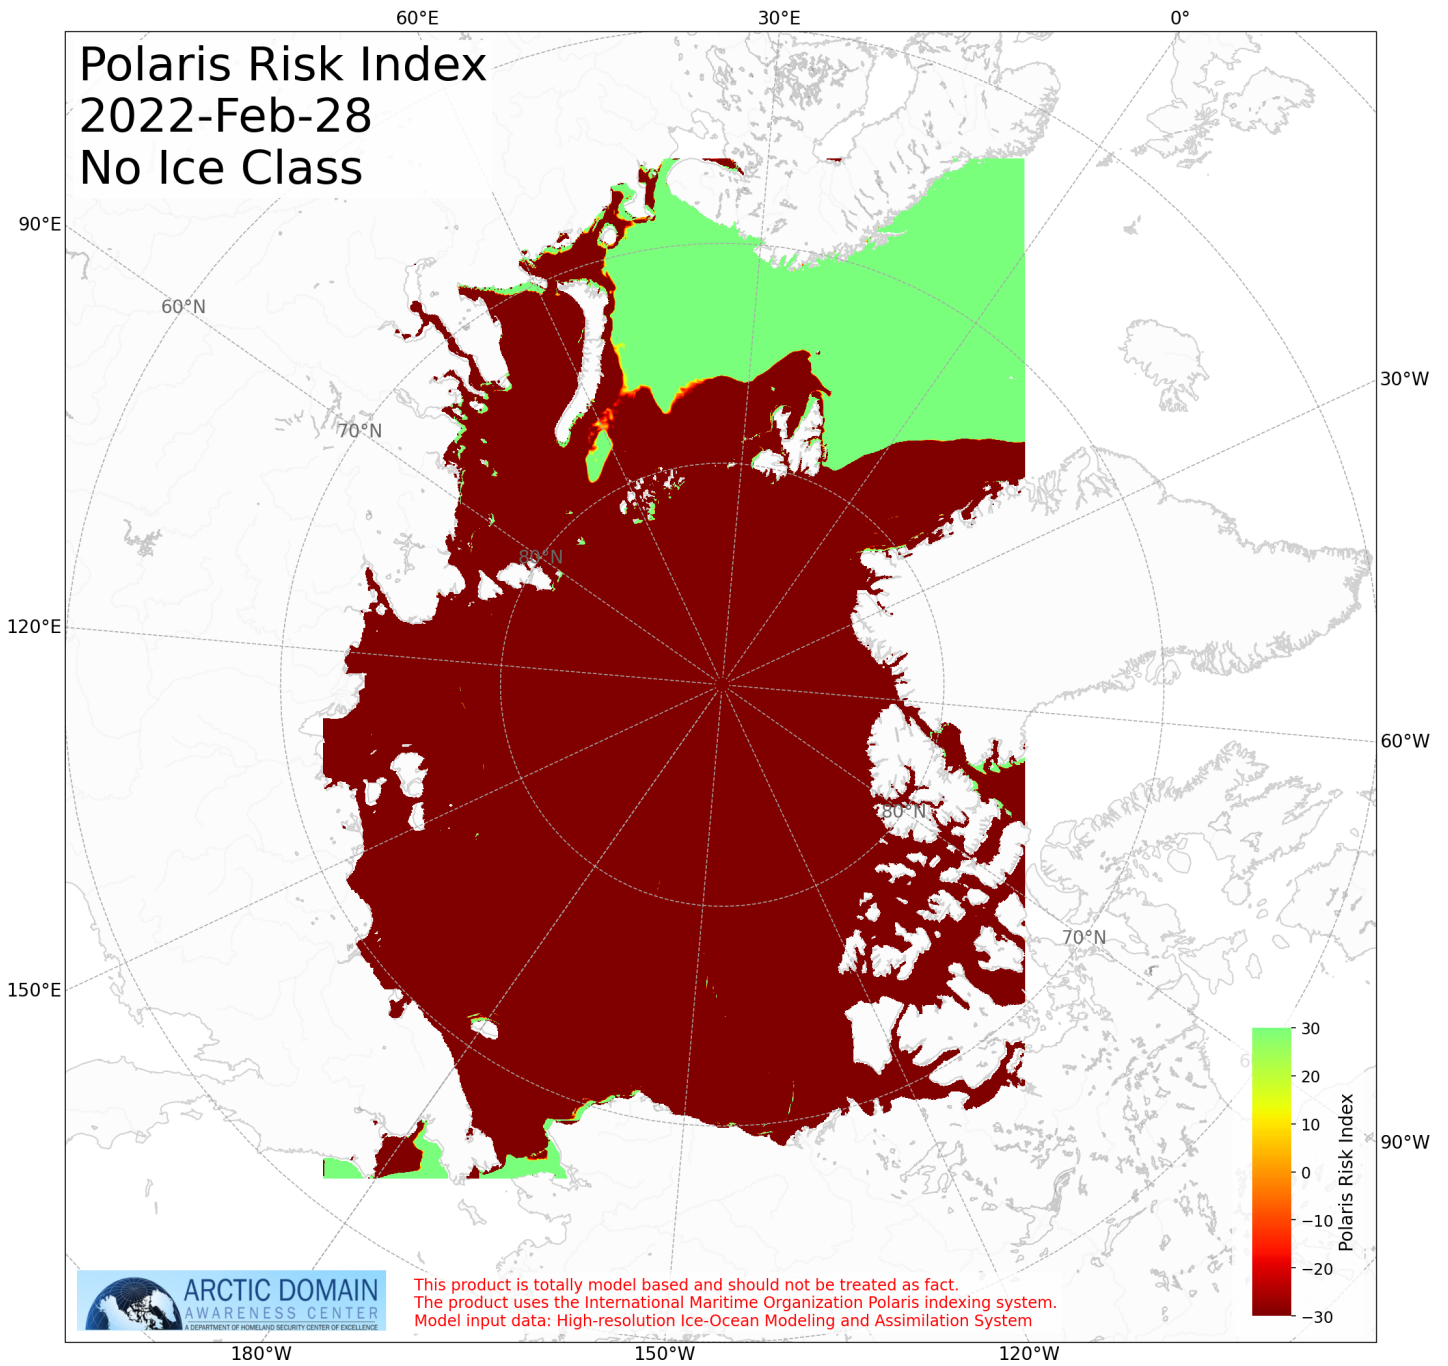 60°E
30°E
0°
Polaris Risk Index
2022-Feb-28
No Ice Class
90°E
60°N
30°W
70°N
80°N
120°E
60°W
80°N
70°N
150°E
30
20
10
0
−10
−20
−30
Polaris Risk Index
90°W
ARCTIC DOMAIN
AWARENESS CENTER
A DEPARTMENT OF HOMELAND SECURITY CENTER OF EXCELLENCE
This product is totally model based and should not be treated as fact.
The product uses the International Maritime Organization Polaris indexing system.
Model input data: High-resolution Ice-Ocean Modeling and Assimilation System
180°W
150°W
120°W